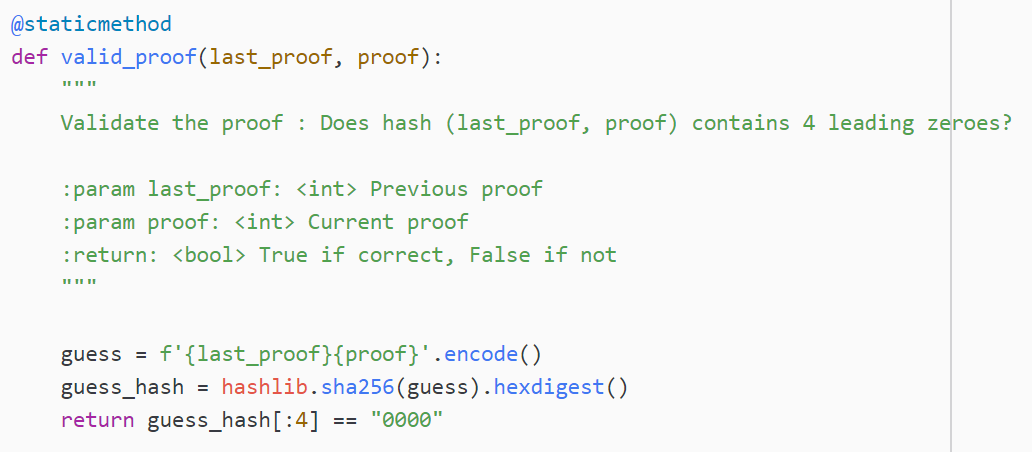 @staticmethod
def valid_proof(last_proof, proof):
    """
    Validate the proof : Does hash (last_proof, proof) contains 4 leading zeroes?

    :param last_proof: <int> Previous proof
    :param proof: <int> Current proof
    :return: <bool> True if correct, False if not
    """

    guess = f'{last_proof}{proof}'.encode()
    guess_hash = hashlib.sha256(guess).hexdigest()
    return guess_hash[:4] == "0000"